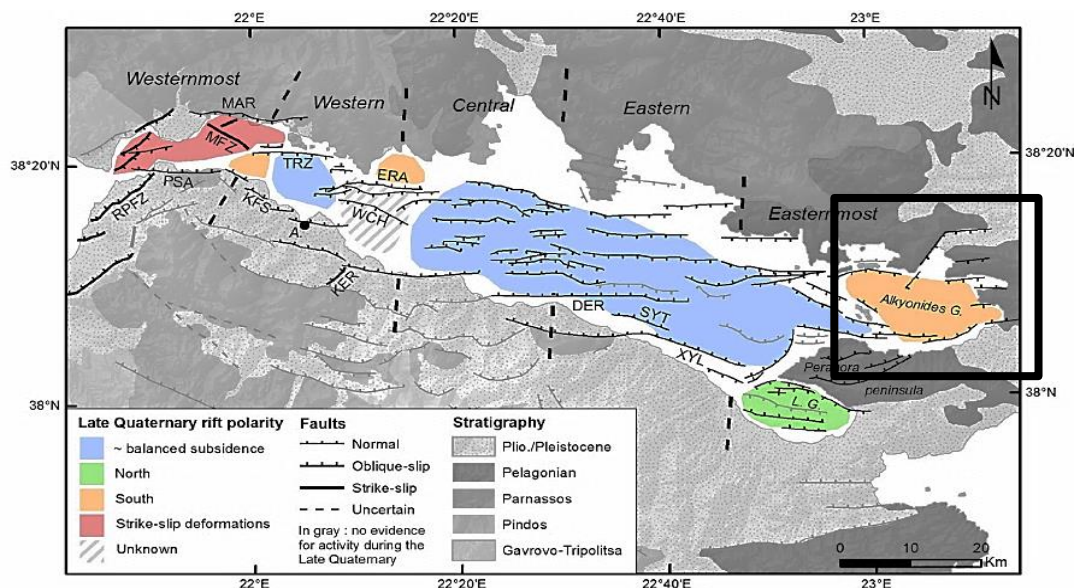 22°E
22°20'E
22°40'E
23°E
Westernmost
MAR
Western
Central
Eastern
N
38°20'N
38°20'N
MFZ
TRZ
ERA
PSA
RPFZ
KFS
WCH
A
Easternmost
KER
Alkyonides G.
DER
SYT
XYL
Perahora
peninsula
38°N
38°N
L. G.
Late Quaternary rift polarity
~ balanced subsidence
North
South
Strike-slip deformations
Unknown
Faults
Normal
Oblique-slip
Strike-slip
Uncertain
In gray : no evidence
for activity during the
Late Quaternary
Stratigraphy
Plio./Pleistocene
Pelagonian
Parnassos
Pindos
Gavrovo-Tripolitsa
0 10 20
Km
22°E
22°20'E
22°40'E
23°E